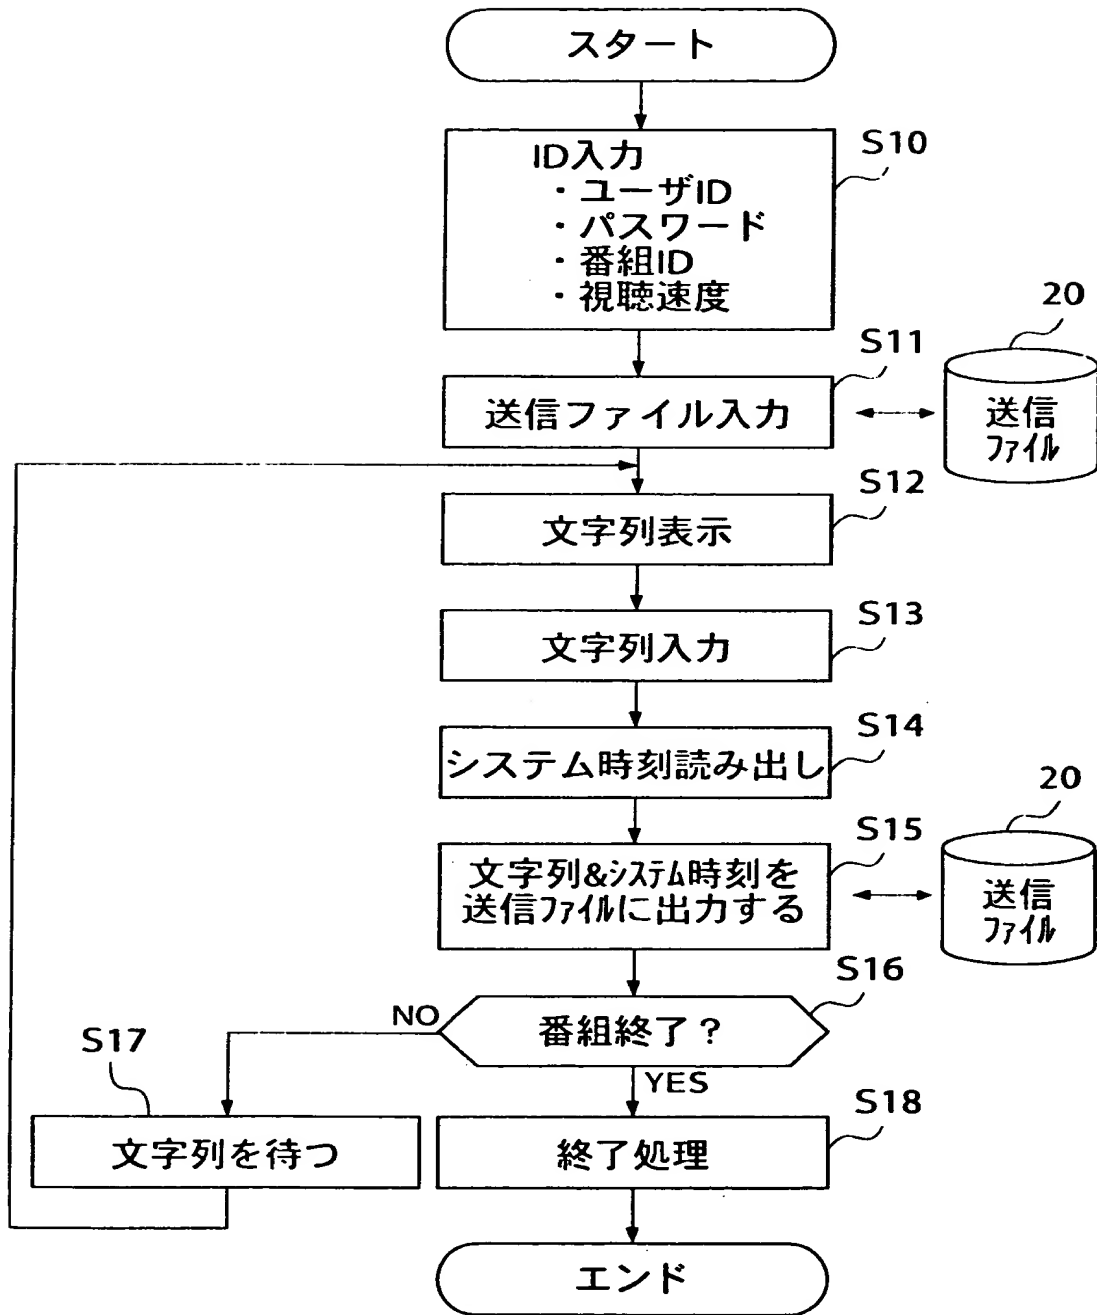 スタート
S10
ID入力
・ユーザID
・パスワード
・番組ID
・視聴速度
S11
送信ファイル入力
20
送信
ファイル
S12
文字列表示
S13
文字列入力
S14
システム時刻読み出し
S15
文字列&システム時刻を
送信ファイルに出力する
20
送信
ファイル
S16
番組終了?
NO
YES
S17
文字列を待つ
S18
終了処理
エンド